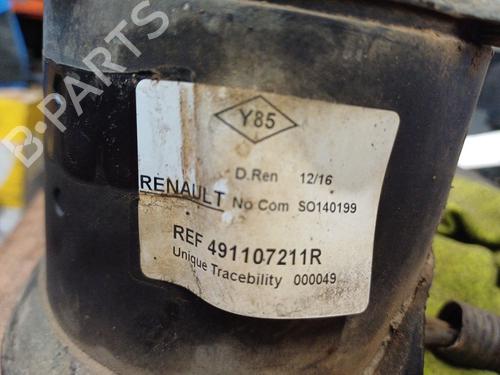 B-PARTS
Y85
D.Ren 12/16
RENAULT No Com SO140199
REF 491107211R
Unique Tracebility 000049